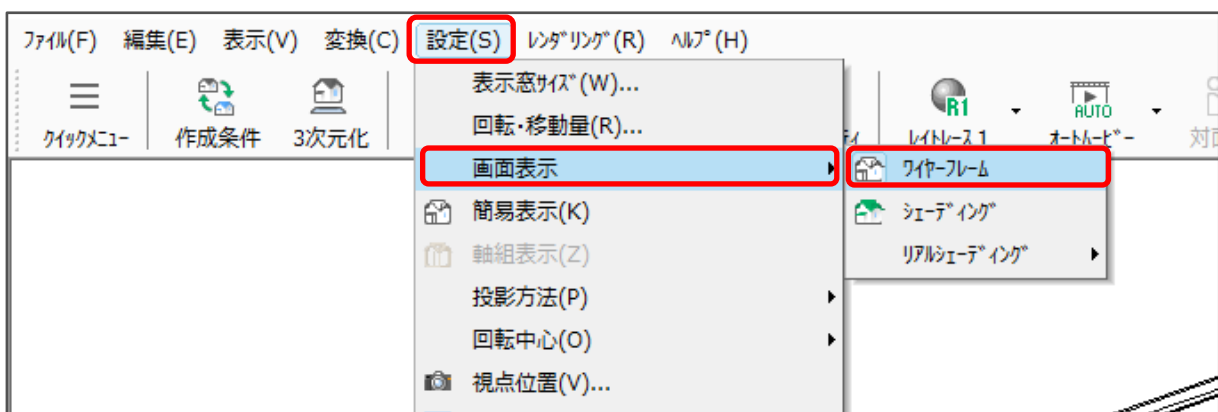 ﾌｧｲﾙ(F) 編集(E) 表示(V) 変換(C) 設定(S) ﾚﾝﾀﾞﾘﾝｸﾞ(R) ﾍﾙﾌﾟ(H)
ｸｲｯｸﾒﾆｭｰ 作成条件 3次元化
R1
ﾚｲﾄﾚｰｽ 1
AUTO
ｵｰﾄﾑｰﾋﾞｰ
表示窓ｻｲｽﾞ(W)...
回転･移動量(R)...
画面表示
簡易表示(K)
軸組表示(Z)
投影方法(P)
回転中心(O)
視点位置(V)...
ﾜｲﾔｰﾌﾚｰﾑ
ｼｪｰﾃﾞｨﾝｸﾞ
ﾘｱﾙｼｪｰﾃﾞｨﾝｸﾞ